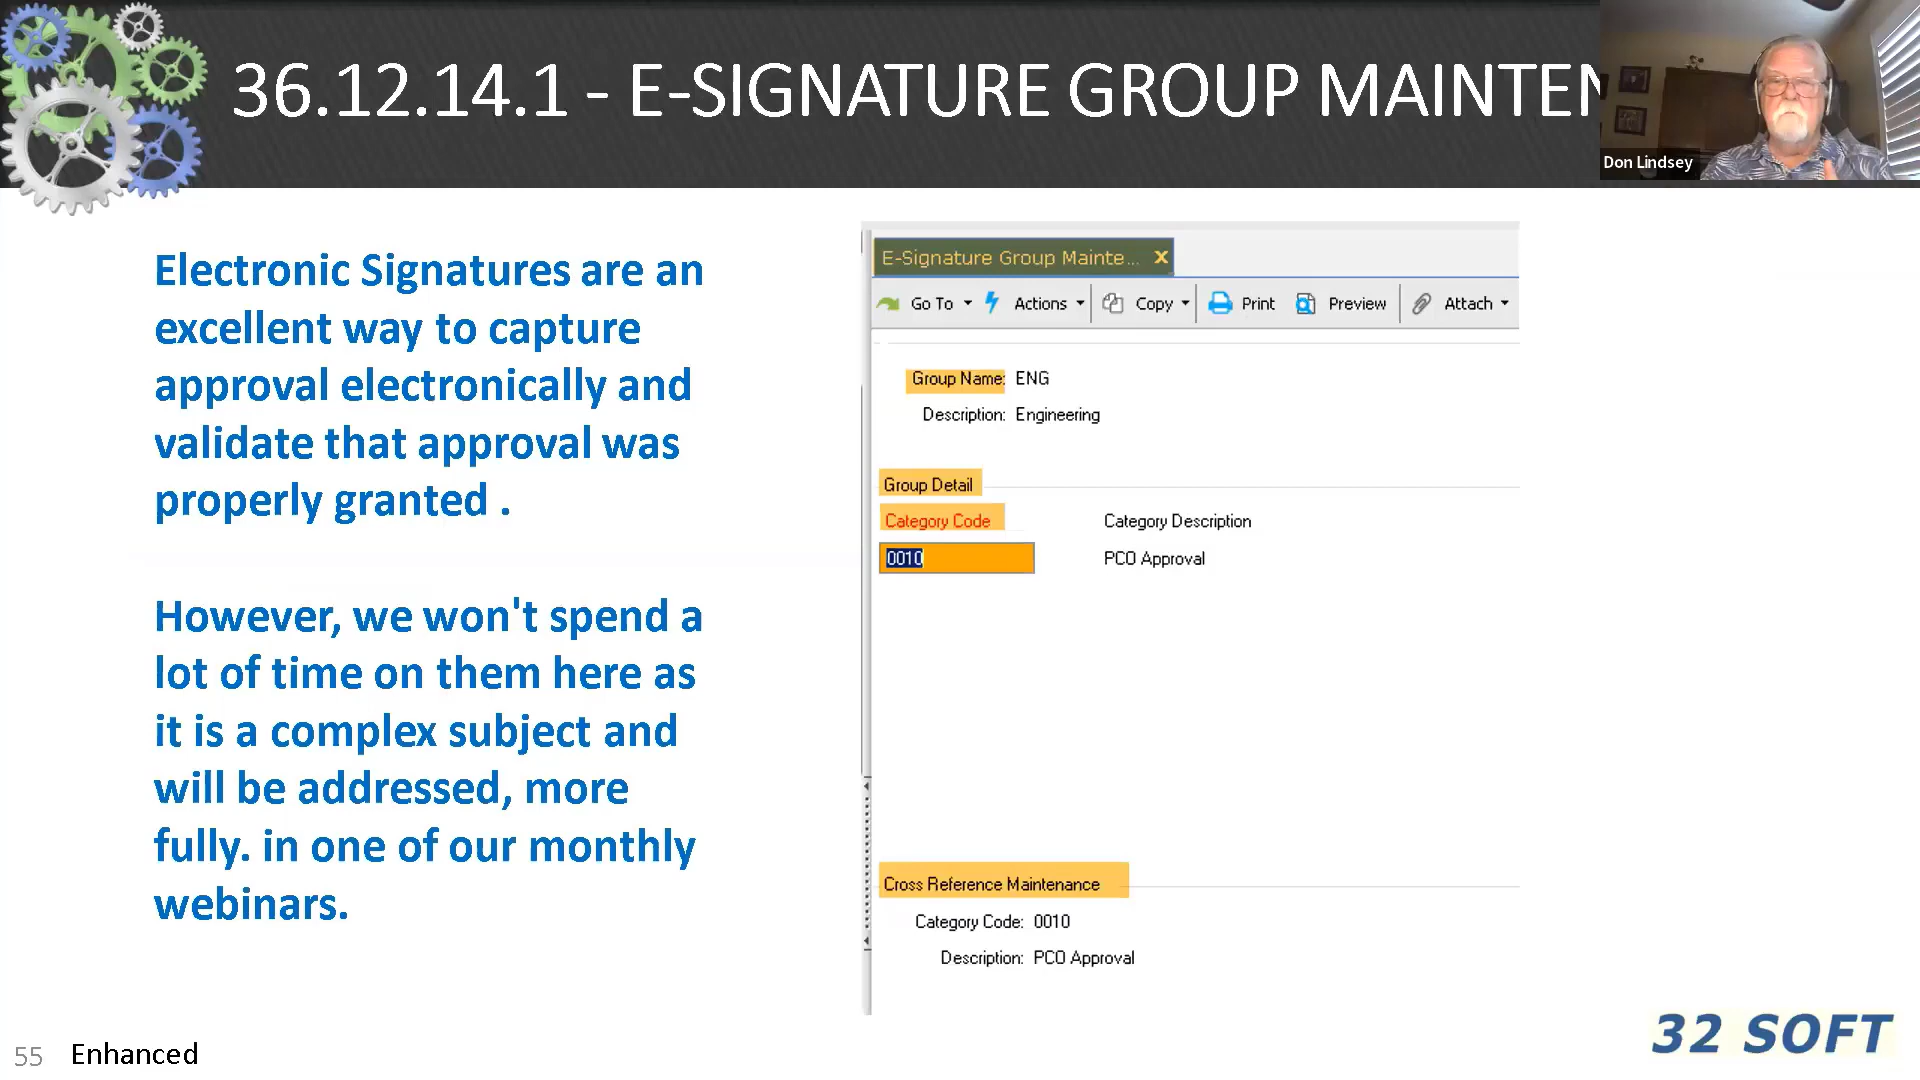 36.12.14.1 - E-SIGNATURE GROUP MAINTEN
Don Lindsey
Electronic Signatures are an
excellent way to capture
approval electronically and
validate that approval was
properly granted .
However, we won't spend a
lot of time on them here as
it is a complex subject and
will be addressed, more
fully. in one of our monthly
webinars.
E-Signature Group Mainte... X
Go To Actions Copy Print Preview Attach
Group Name: ENG
Description: Engineering
Group Detail
Category Code Category Description
0010 PCO Approval
Cross Reference Maintenance
Category Code: 0010
Description: PCO Approval
55 Enhanced
32 SOFT